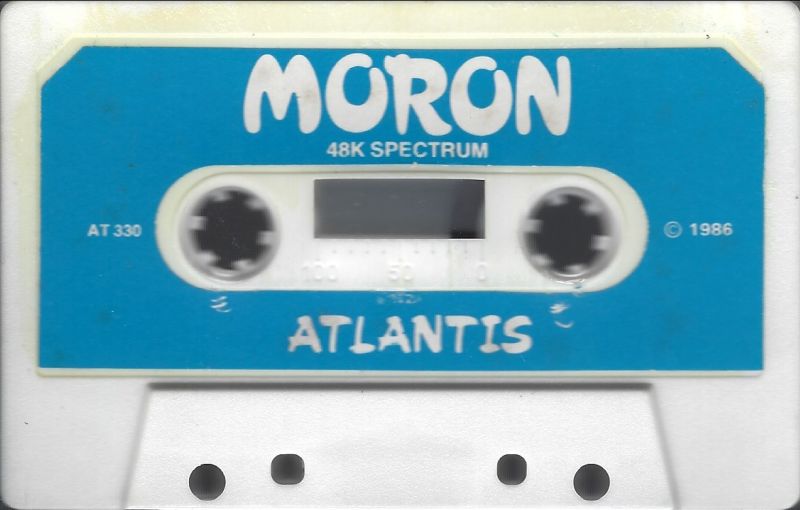 MORON
48K SPECTRUM
AT 330
© 1986
100 50 0
ATLANTIS